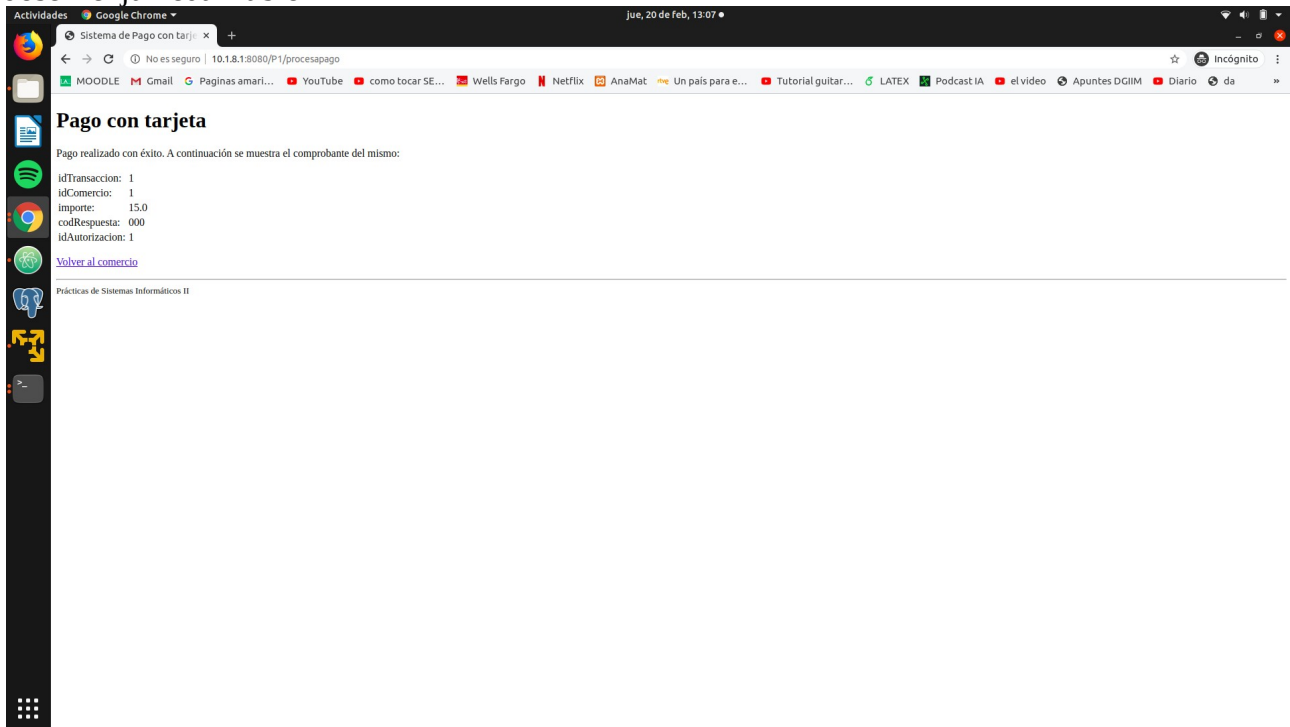 Actividades Google Chrome jue, 20 de feb, 13:07
Sistema de Pago con tarje
No es seguro | 10.1.8.1:8080/P1/procesapago Incógnito
MOODLE Gmail Paginas amari... YouTube como tocar SE... Wells Fargo Netflix AnaMat Un país para e... Tutorial guitar... LATEX Podcast IA el video Apuntes DGIIM Diario da »
Pago con tarjeta
Pago realizado con éxito. A continuación se muestra el comprobante del mismo:
idTransaccion: 1
idComercio: 1
importe: 15.0
codRespuesta: 000
idAutorizacion: 1
Volver al comercio
Prácticas de Sistemas Informáticos II